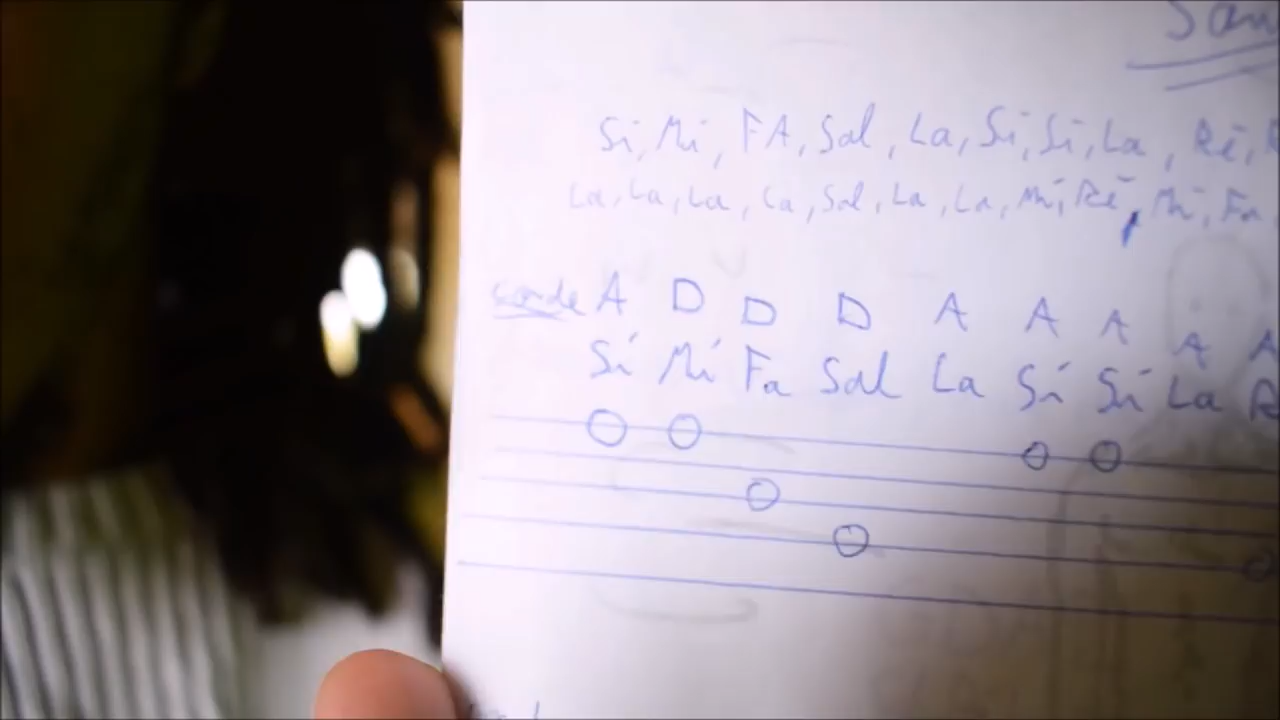 Si, Mi, FA, Sol, La, Si, Si, La, Ré,
La, La, La, La, Sol, La, La, Mi, Ré, Mi, Fa
corde A D D D A A A A A
Si Mi Fa Sol La Si Si La